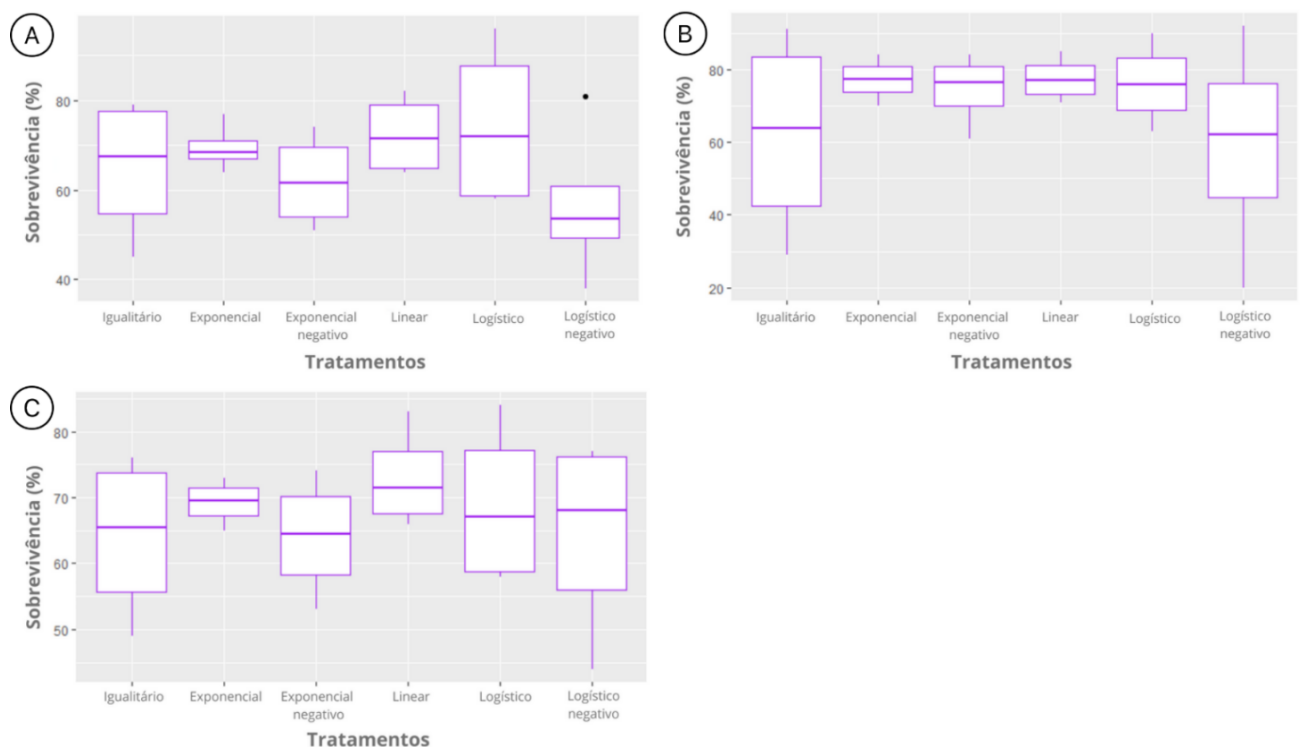 A
Sobrevivência (%)
80
60
40
Igualitário Exponencial Exponencial Linear Logístico Logístico
negativo negativo
Tratamentos
B
Sobrevivência (%)
80
60
40
20
Igualitário Exponencial Exponencial Linear Logístico Logístico
negativo negativo
Tratamentos
C
Sobrevivência (%)
80
70
60
50
Igualitário Exponencial Exponencial Linear Logístico Logístico
negativo negativo
Tratamentos